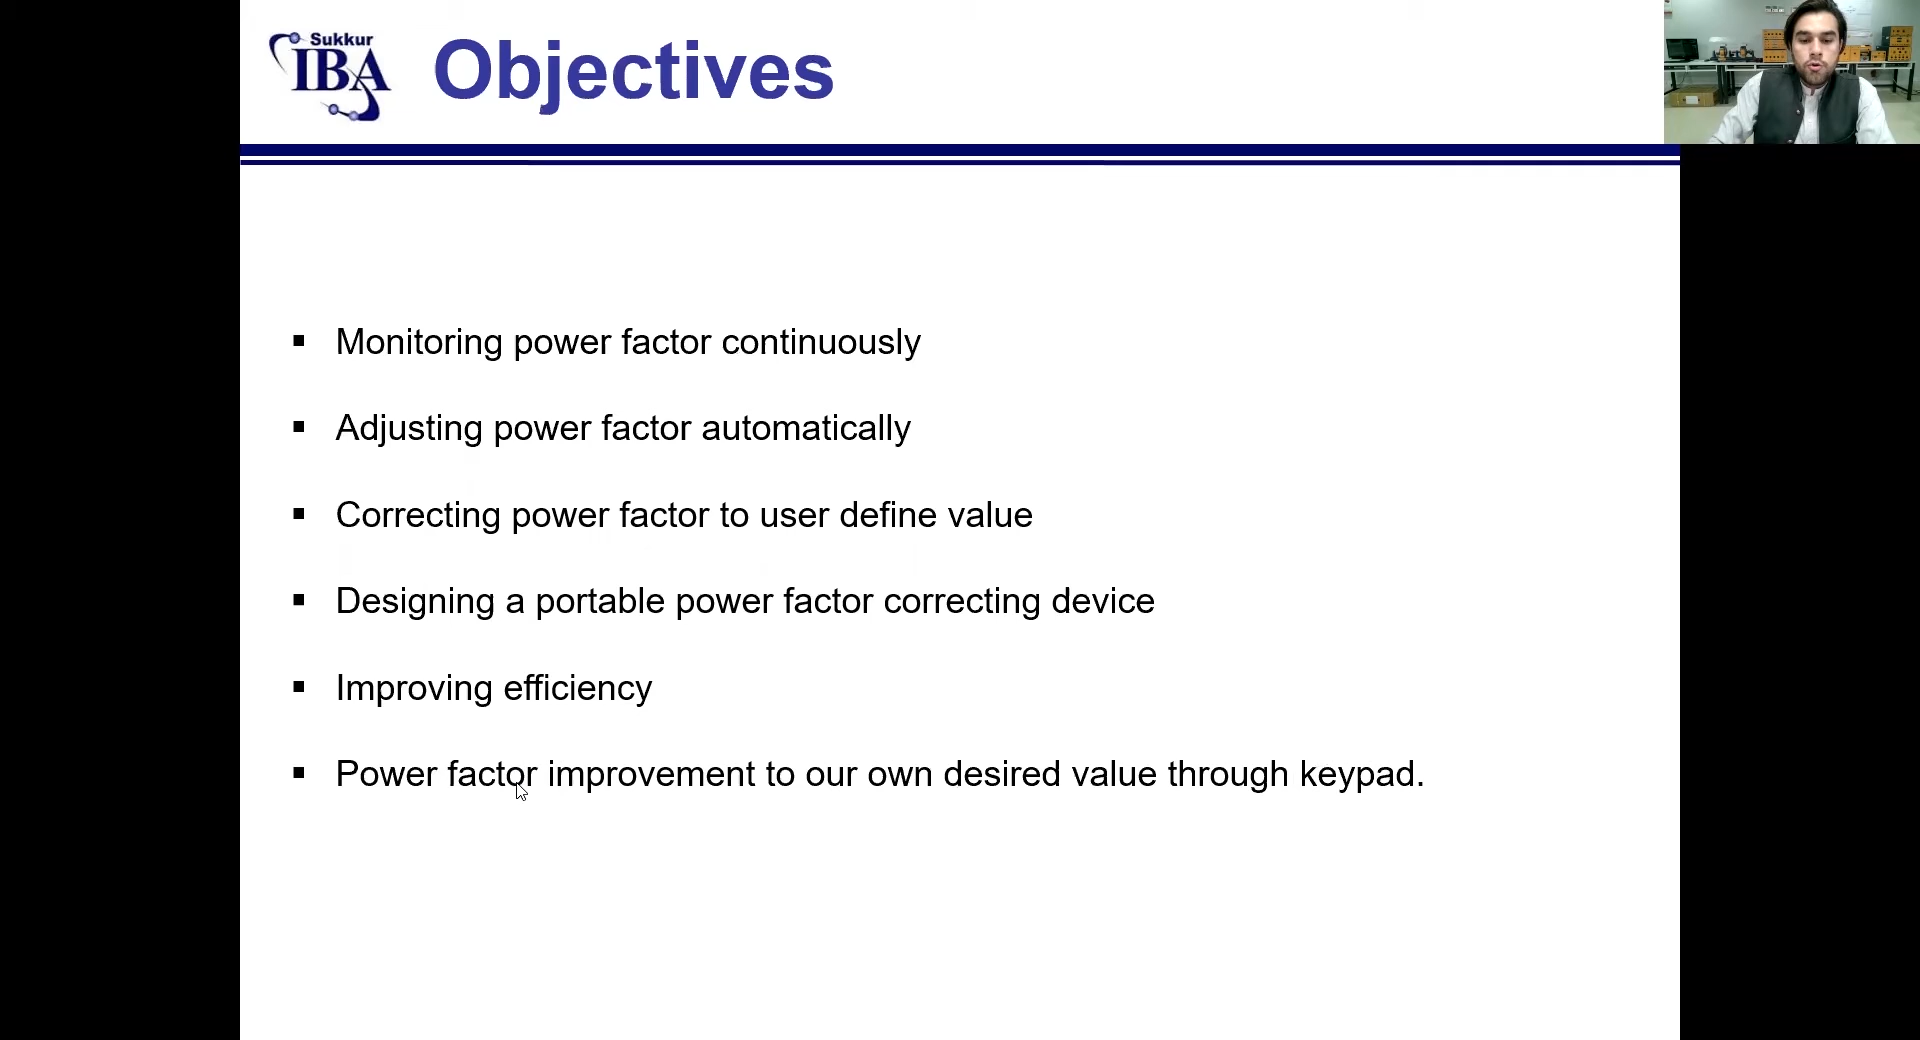 Sukkur
IBA
Objectives
▪ Monitoring power factor continuously
▪ Adjusting power factor automatically
▪ Correcting power factor to user define value
▪ Designing a portable power factor correcting device
▪ Improving efficiency
▪ Power factor improvement to our own desired value through keypad.